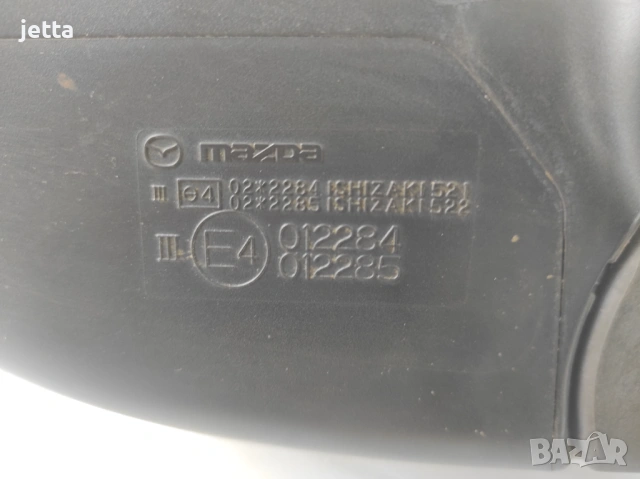 jetta
mazda
III e4 02*2284 ISHIZAKI 521
02*2285 ISHIZAKI 522
III E4 012284
012285
BAZAR